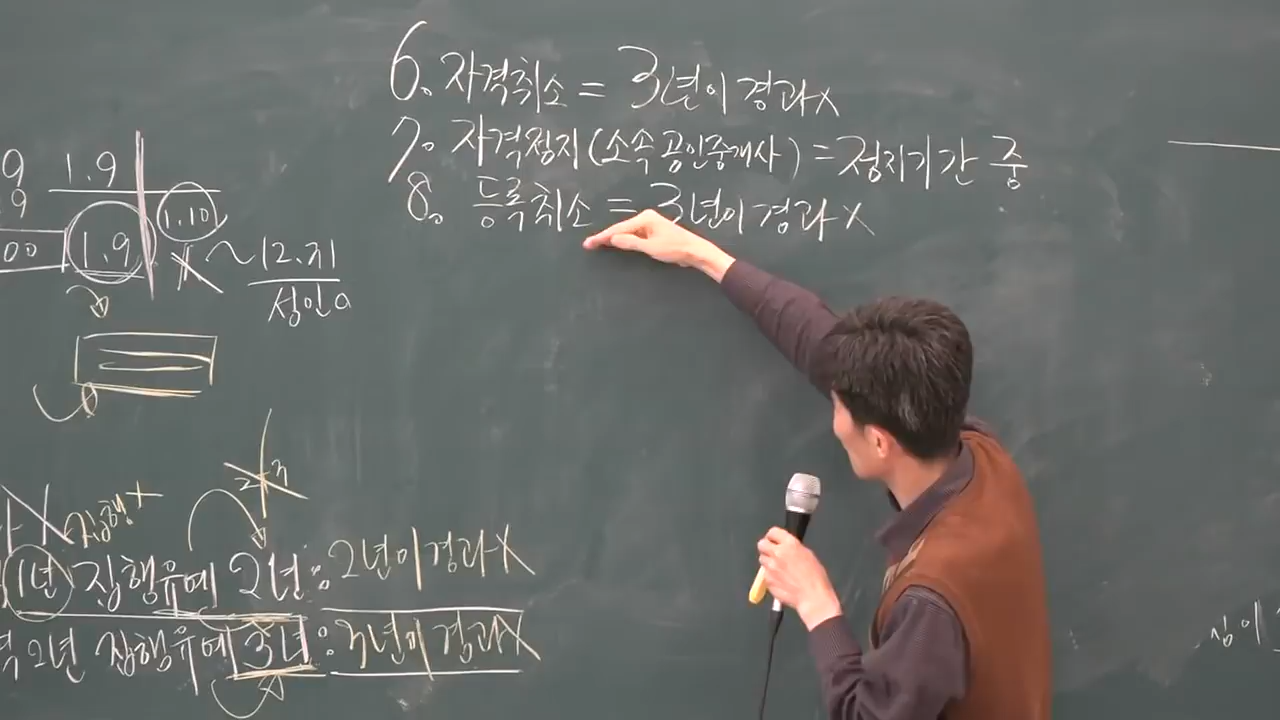 6. 자격취소 = 3년이 경과X
7. 자격정지(소속공인중개사) = 정지기간 중
8. 등록취소 = 3년이 경과X
9 1.9
9 1.10
00 1.9 X ~12.31
성인
X 집행
1년 집행유예 2년 : 2년이 경과X
2년 집행유예 3년 : 3년이 경과X